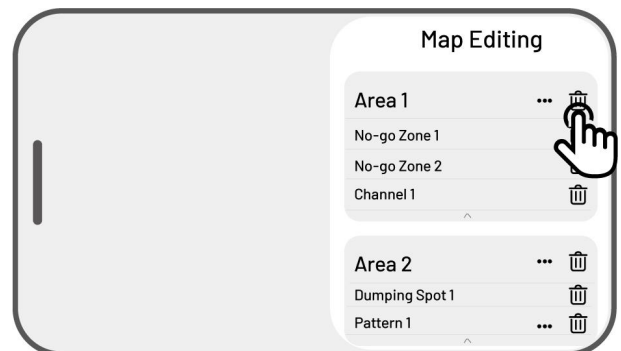 Map Editing
Area 1
No-go Zone 1
No-go Zone 2
Channel 1
Area 2
Dumping Spot 1
Pattern 1